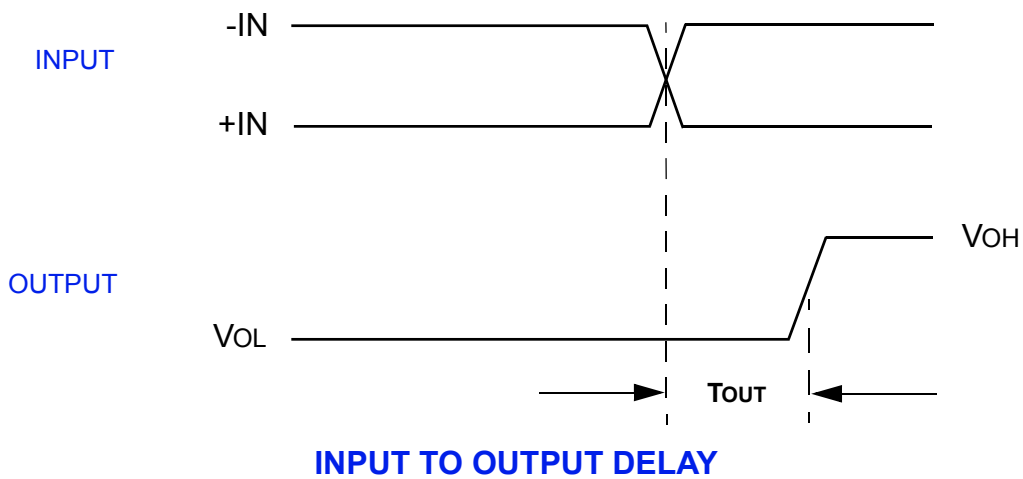 -IN
INPUT
+IN
VOH
OUTPUT
VOL
TOUT
INPUT TO OUTPUT DELAY